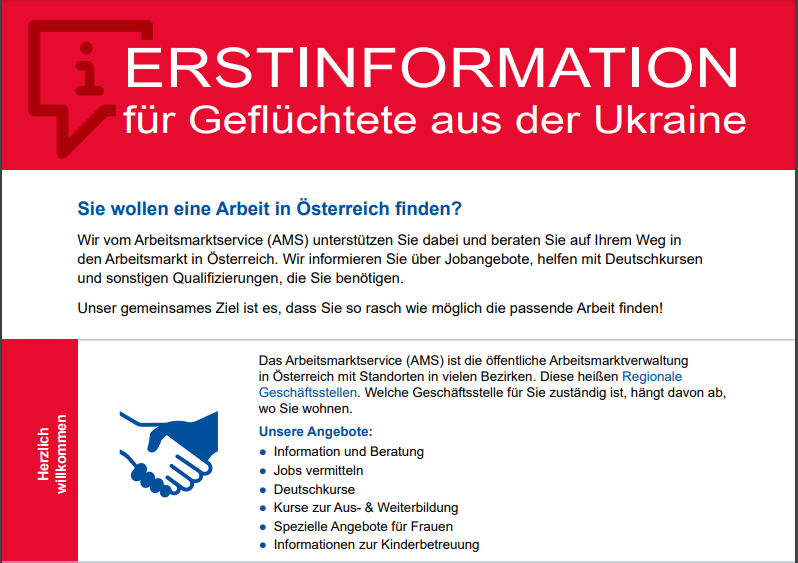 ERSTINFORMATION
für Geflüchtete aus der Ukraine
Sie wollen eine Arbeit in Österreich finden?
Wir vom Arbeitsmarktservice (AMS) unterstützen Sie dabei und beraten Sie auf Ihrem Weg in
den Arbeitsmarkt in Österreich. Wir informieren Sie über Jobangebote, helfen mit Deutschkursen
und sonstigen Qualifizierungen, die Sie benötigen.
Unser gemeinsames Ziel ist es, dass Sie so rasch wie möglich die passende Arbeit finden!
Herzlich
willkommen
Das Arbeitsmarktservice (AMS) ist die öffentliche Arbeitsmarktverwaltung
in Österreich mit Standorten in vielen Bezirken. Diese heißen Regionale
Geschäftsstellen. Welche Geschäftsstelle für Sie zuständig ist, hängt davon ab,
wo Sie wohnen.
Unsere Angebote:
● Information und Beratung
● Jobs vermitteln
● Deutschkurse
● Kurse zur Aus- & Weiterbildung
● Spezielle Angebote für Frauen
● Informationen zur Kinderbetreuung